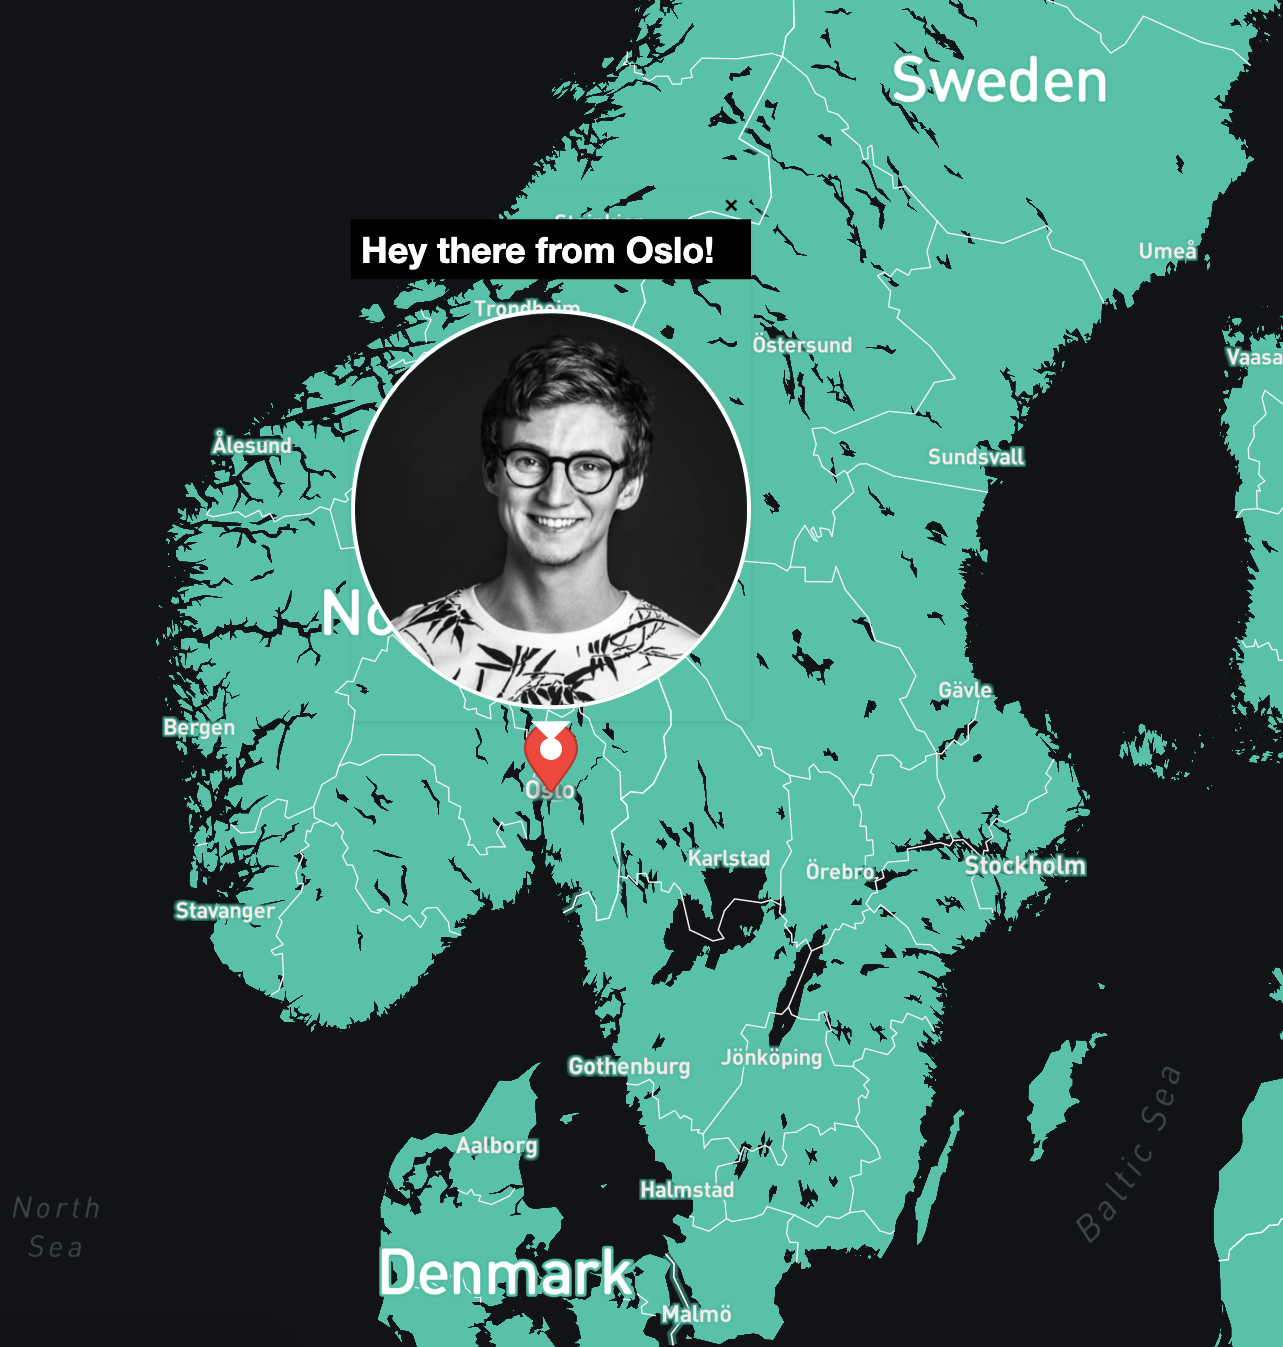 Sweden
×
Hey there from Oslo!
Umeå
Trondheim
Östersund
Vaasa
Ålesund
Sundsvall
No
Gävle
Bergen
Oslo
Karlstad
Örebro
Stockholm
Stavanger
Gothenburg
Jönköping
Aalborg
Halmstad
North
Sea
Baltic Sea
Denmark
Malmö